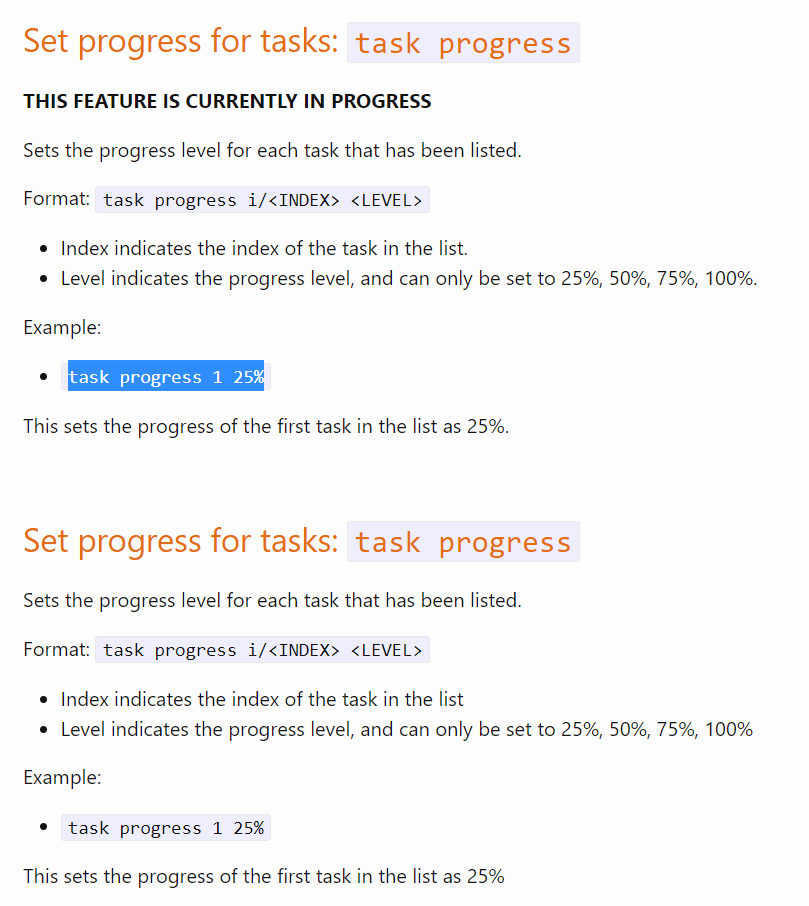 Set progress for tasks: task progress
THIS FEATURE IS CURRENTLY IN PROGRESS
Sets the progress level for each task that has been listed.
Format: task progress i/<INDEX> <LEVEL>
• Index indicates the index of the task in the list.
• Level indicates the progress level, and can only be set to 25%, 50%, 75%, 100%.
Example:
• task progress 1 25%
This sets the progress of the first task in the list as 25%.
Set progress for tasks: task progress
Sets the progress level for each task that has been listed.
Format: task progress i/<INDEX> <LEVEL>
• Index indicates the index of the task in the list
• Level indicates the progress level, and can only be set to 25%, 50%, 75%, 100%
Example:
• task progress 1 25%
This sets the progress of the first task in the list as 25%